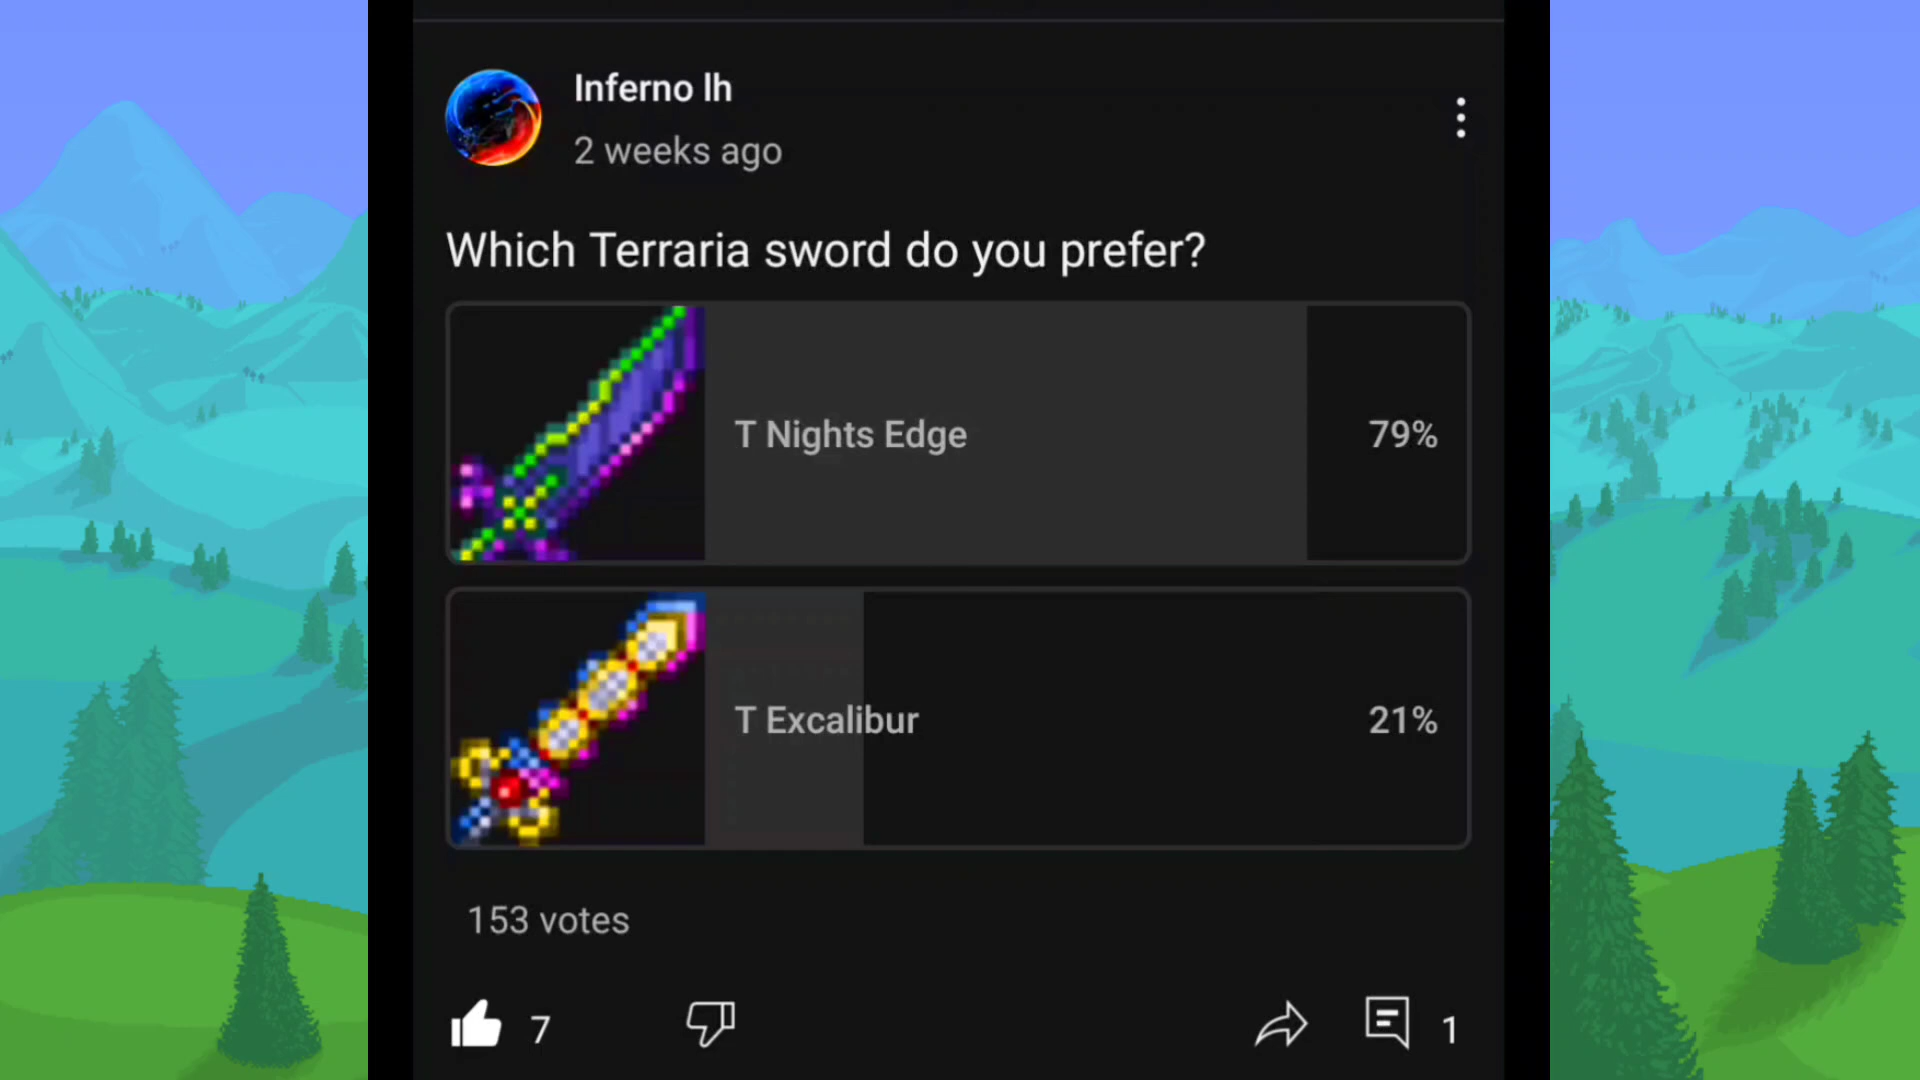 Inferno lh
2 weeks ago
Which Terraria sword do you prefer?
T Nights Edge
79%
T Excalibur
21%
153 votes
7
1